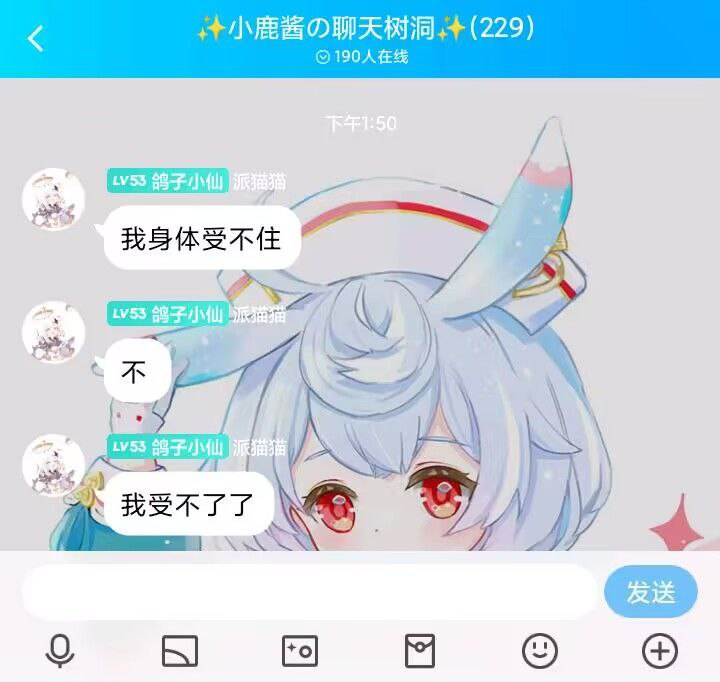 ✨小鹿酱の聊天树洞✨(229)
190人在线
下午1:50
LV53 鸽子小仙 派猫猫
我身体受不住
LV53 鸽子小仙 派猫猫
不
LV53 鸽子小仙 派猫猫
我受不了了
发送